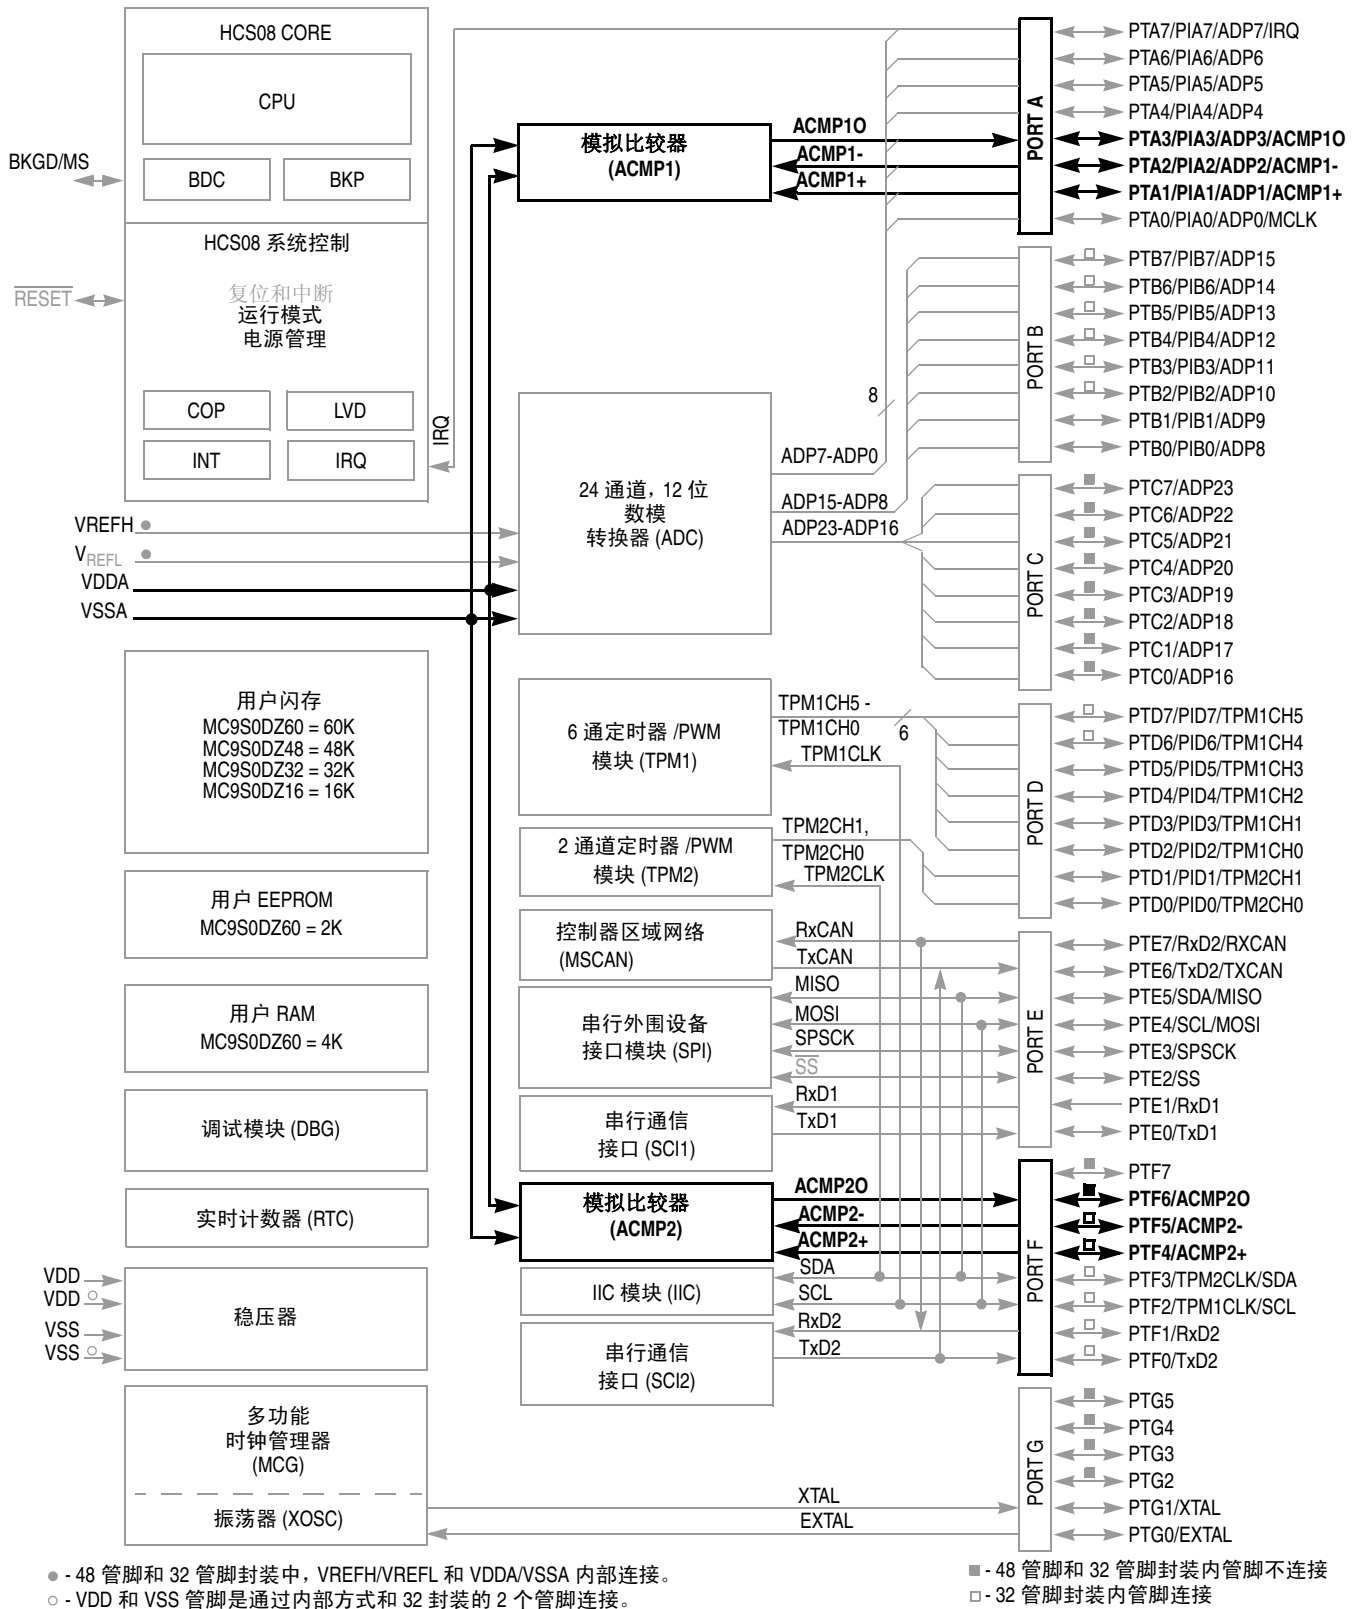 HCS08 CORE
CPU
BDC
BKP
BKGD/MS
HCS08 系统控制
复位和中断
运行模式
电源管理
RESET
COP
LVD
INT
IRQ
IRQ
VREFH
VREFL
VDDA
VSSA
用户闪存
MC9S0DZ60 = 60K
MC9S0DZ48 = 48K
MC9S0DZ32 = 32K
MC9S0DZ16 = 16K
用户 EEPROM
MC9S0DZ60 = 2K
用户 RAM
MC9S0DZ60 = 4K
调试模块 (DBG)
实时计数器 (RTC)
VDD
VDD
VSS
VSS
稳压器
多功能
时钟管理器
(MCG)
振荡器 (XOSC)
模拟比较器
(ACMP1)
ACMP1O
ACMP1-
ACMP1+
24 通道, 12 位
数模
转换器 (ADC)
8
ADP7-ADP0
ADP15-ADP8
ADP23-ADP16
6 通定时器 /PWM
模块 (TPM1)
TPM1CH5 -
TPM1CH0
6
TPM1CLK
2 通道定时器 /PWM
模块 (TPM2)
TPM2CH1,
TPM2CH0
TPM2CLK
控制器区域网络
(MSCAN)
RxCAN
TxCAN
串行外围设备
接口模块 (SPI)
MISO
MOSI
SPSCK
SS
串行通信
接口 (SCI1)
RxD1
TxD1
模拟比较器
(ACMP2)
ACMP2O
ACMP2-
ACMP2+
IIC 模块 (IIC)
SDA
SCL
串行通信
接口 (SCI2)
RxD2
TxD2
XTAL
EXTAL
PORT A
PTA7/PIA7/ADP7/IRQ
PTA6/PIA6/ADP6
PTA5/PIA5/ADP5
PTA4/PIA4/ADP4
PTA3/PIA3/ADP3/ACMP1O
PTA2/PIA2/ADP2/ACMP1-
PTA1/PIA1/ADP1/ACMP1+
PTA0/PIA0/ADP0/MCLK
PORT B
PTB7/PIB7/ADP15
PTB6/PIB6/ADP14
PTB5/PIB5/ADP13
PTB4/PIB4/ADP12
PTB3/PIB3/ADP11
PTB2/PIB2/ADP10
PTB1/PIB1/ADP9
PTB0/PIB0/ADP8
PORT C
PTC7/ADP23
PTC6/ADP22
PTC5/ADP21
PTC4/ADP20
PTC3/ADP19
PTC2/ADP18
PTC1/ADP17
PTC0/ADP16
PORT D
PTD7/PID7/TPM1CH5
PTD6/PID6/TPM1CH4
PTD5/PID5/TPM1CH3
PTD4/PID4/TPM1CH2
PTD3/PID3/TPM1CH1
PTD2/PID2/TPM1CH0
PTD1/PID1/TPM2CH1
PTD0/PID0/TPM2CH0
PORT E
PTE7/RxD2/RXCAN
PTE6/TxD2/TXCAN
PTE5/SDA/MISO
PTE4/SCL/MOSI
PTE3/SPSCK
PTE2/SS
PTE1/RxD1
PTE0/TxD1
PORT F
PTF7
PTF6/ACMP2O
PTF5/ACMP2-
PTF4/ACMP2+
PTF3/TPM2CLK/SDA
PTF2/TPM1CLK/SCL
PTF1/RxD2
PTF0/TxD2
PORT G
PTG5
PTG4
PTG3
PTG2
PTG1/XTAL
PTG0/EXTAL
● - 48 管脚和 32 管脚封装中, VREFH/VREFL 和 VDDA/VSSA 内部连接。
○ - VDD 和 VSS 管脚是通过内部方式和 32 封装的 2 个管脚连接。
■ - 48 管脚和 32 管脚封装内管脚不连接
□ - 32 管脚封装内管脚连接